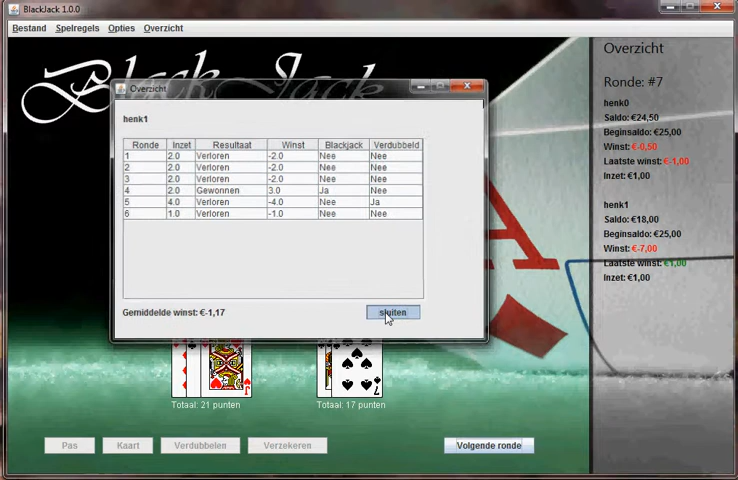 BlackJack 1.0.0
Bestand Spelregels Opties Overzicht
Black Jack
Overzicht
henk1
Ronde Inzet Resultaat Winst Blackjack Verdubbeld
1 2.0 Verloren -2.0 Nee Nee
2 2.0 Verloren -2.0 Nee Nee
3 2.0 Verloren -2.0 Nee Nee
4 2.0 Gewonnen 3.0 Ja Nee
5 4.0 Verloren -4.0 Nee Ja
6 1.0 Verloren -1.0 Nee Nee
Gemiddelde winst: €-1,17
sluiten
J
7
Totaal: 21 punten
Totaal: 17 punten
Pas Kaart Verdubbelen Verzekeren Volgende ronde
A
Overzicht
Ronde: #7
henk0
Saldo: €24,50
Beginsaldo: €25,00
Winst: €-0,50
Laatste winst: €-1,00
Inzet: €1,00
henk1
Saldo: €18,00
Beginsaldo: €25,00
Winst: €-7,00
Laatste winst: €1,00
Inzet: €1,00